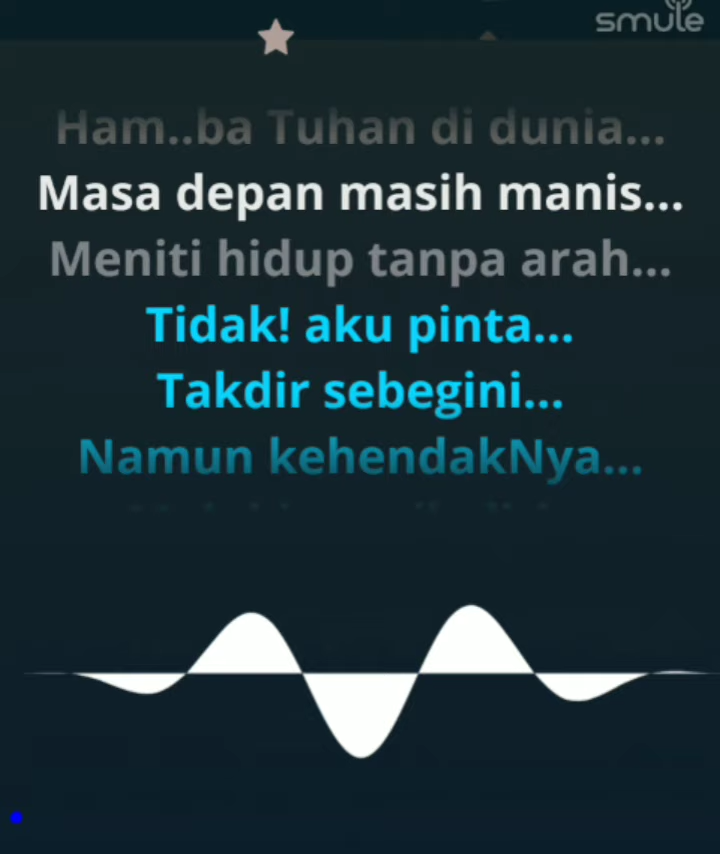 smule
Ham..ba Tuhan di dunia...
Masa depan masih manis...
Meniti hidup tanpa arah...
Tidak! aku pinta...
Takdir sebegini...
Namun kehendakNya...